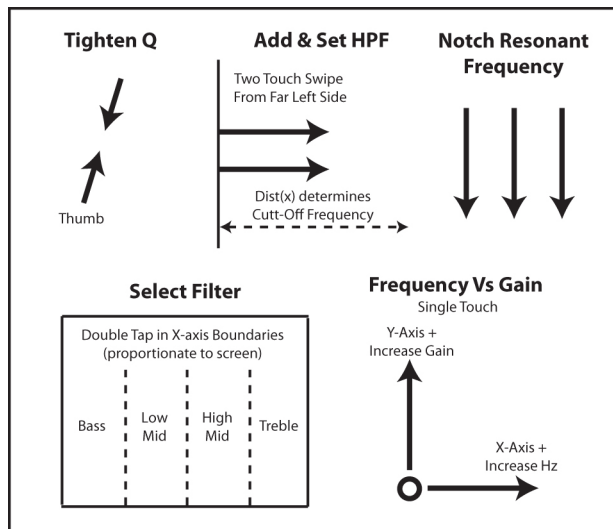 Tighten Q
Thumb
Add & Set HPF
Two Touch Swipe
From Far Left Side
Dist(x) determines
Cutt-Off Frequency
Notch Resonant
Frequency
Select Filter
Double Tap in X-axis Boundaries
(proportionate to screen)
Bass
Low
Mid
High
Mid
Treble
Frequency Vs Gain
Single Touch
Y-Axis +
Increase Gain
X-Axis +
Increase Hz